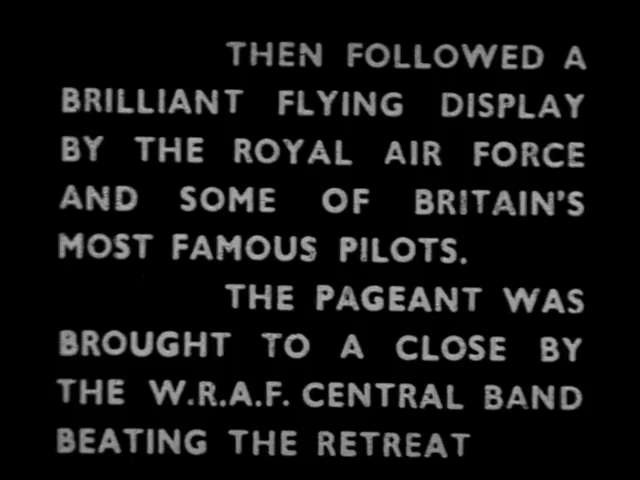 THEN FOLLOWED A
BRILLIANT FLYING DISPLAY
BY THE ROYAL AIR FORCE
AND SOME OF BRITAIN'S
MOST FAMOUS PILOTS.
THE PAGEANT WAS
BROUGHT TO A CLOSE BY
THE W.R.A.F. CENTRAL BAND
BEATING THE RETREAT